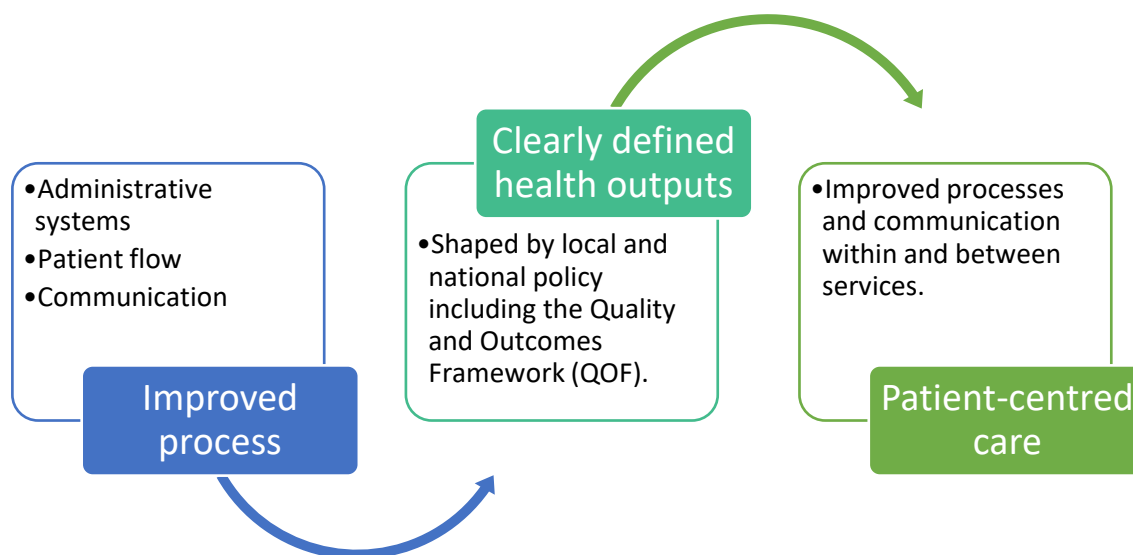 •Administrative
systems
•Patient flow
•Communication
Improved
process
Clearly defined
health outputs
•Shaped by local and
national policy
including the Quality
and Outcomes
Framework (QOF).
•Improved processes
and communication
within and between
services.
Patient-centred
care